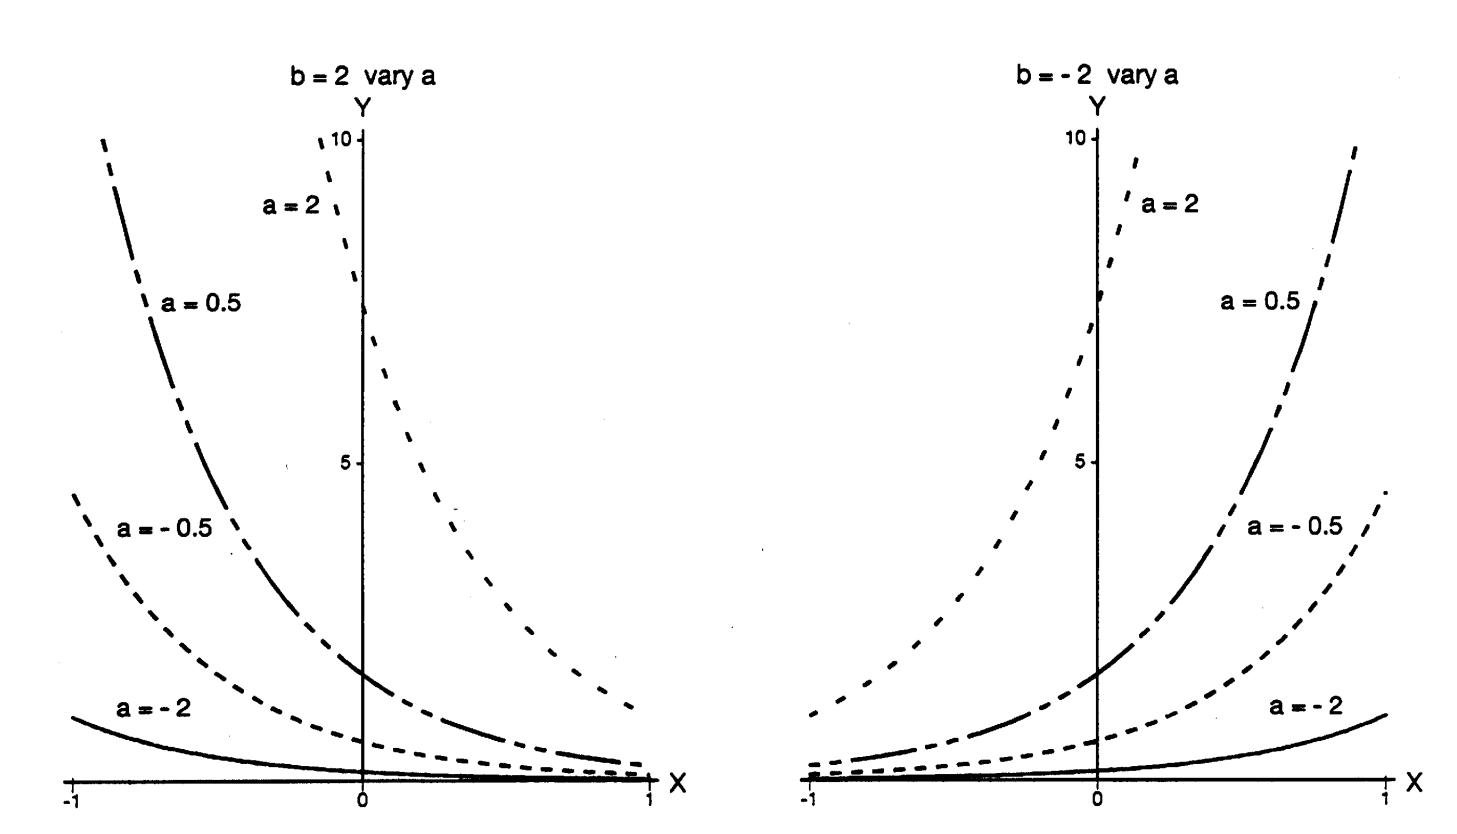 b = 2 vary a
Y
10
a = 2
a = 0.5
5
a = - 0.5
a = - 2
X
-1
0
1
b = - 2 vary a
Y
10
a = 2
a = 0.5
5
a = - 0.5
a = - 2
X
-1
0
1